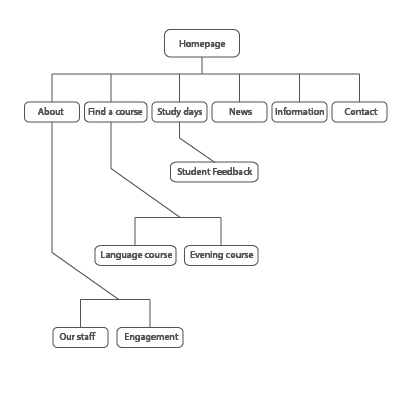 Homepage
About
Find a course
Study days
News
Information
Contact
Student Feedback
Language course
Evening course
Our staff
Engagement